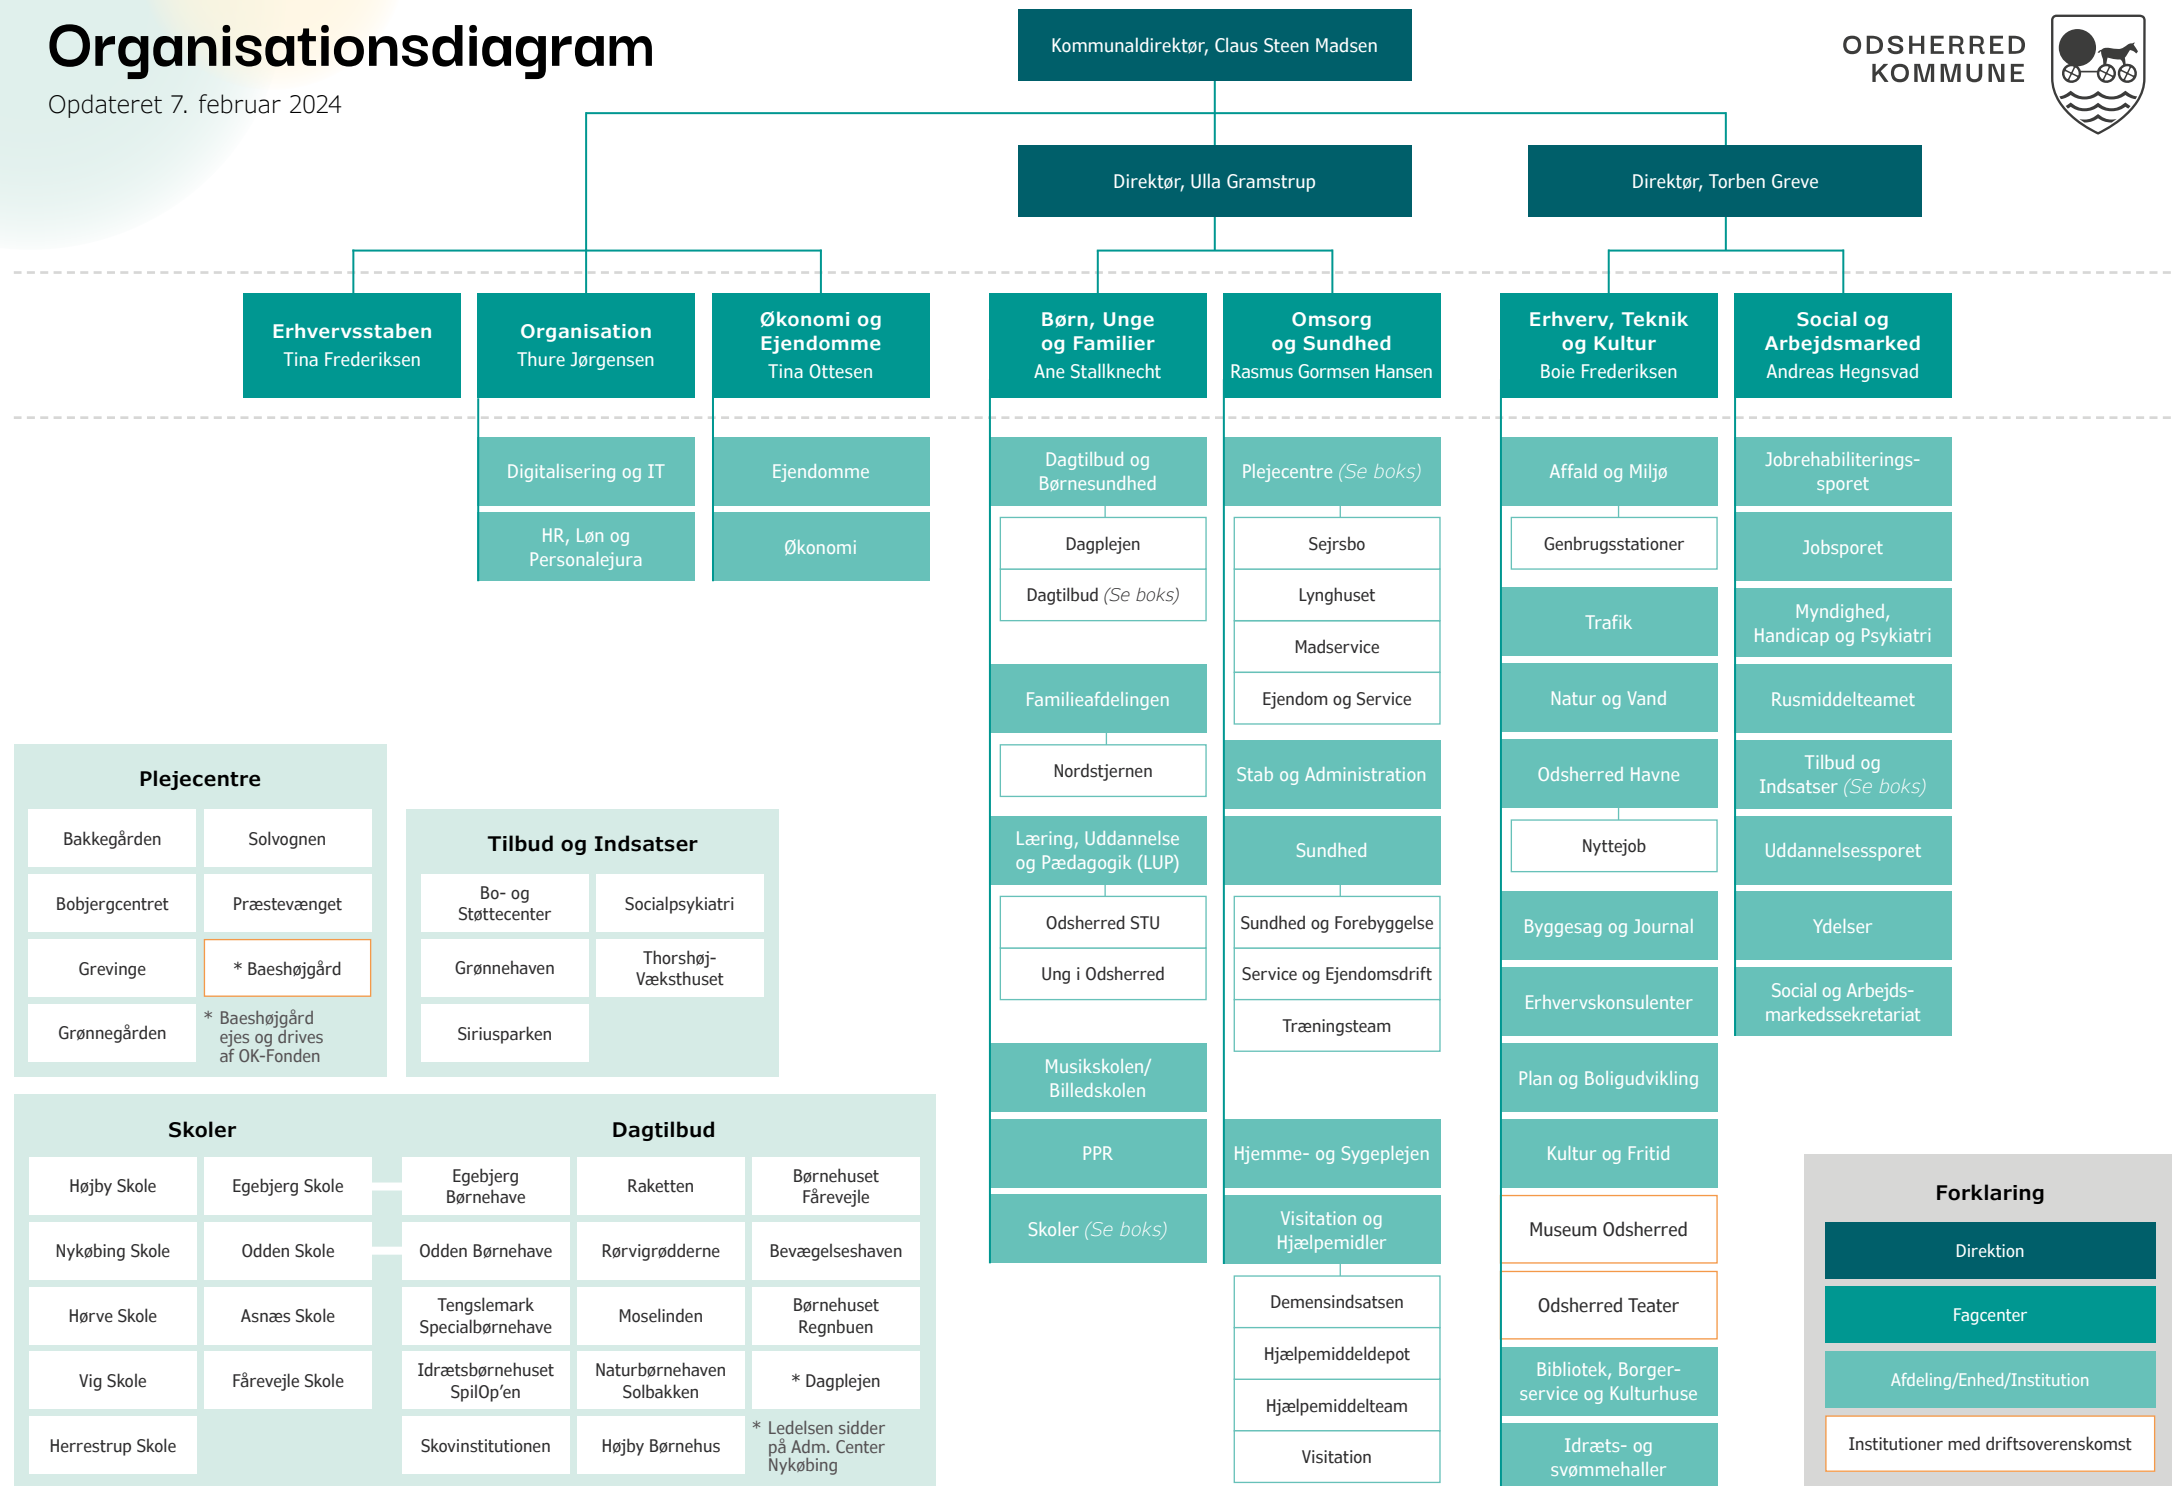 Organisationsdiagram
Opdateret 7. februar 2024
ODSHERRED
KOMMUNE
Kommunaldirektør, Claus Steen Madsen
Direktør, Ulla Gramstrup
Direktør, Torben Greve
Erhvervsstaben
Tina Frederiksen
Organisation
Thure Jørgensen
Økonomi og
Ejendomme
Tina Ottesen
Børn, Unge
og Familier
Ane Stallknecht
Omsorg
og Sundhed
Rasmus Gormsen Hansen
Erhverv, Teknik
og Kultur
Boie Frederiksen
Social og
Arbejdsmarked
Andreas Hegnsvad
Digitalisering og IT
HR, Løn og
Personalejura
Ejendomme
Økonomi
Dagtilbud og
Børnesundhed
Dagplejen
Dagtilbud (Se boks)
Familieafdelingen
Nordstjernen
Læring, Uddannelse
og Pædagogik (LUP)
Odsherred STU
Ung i Odsherred
Musikskolen/
Billedskolen
PPR
Skoler (Se boks)
Plejecentre (Se boks)
Sejrsbo
Lynghuset
Madservice
Ejendom og Service
Stab og Administration
Sundhed
Sundhed og Forebyggelse
Service og Ejendomsdrift
Træningsteam
Hjemme- og Sygeplejen
Visitation og
Hjælpemidler
Demensindsatsen
Hjælpemiddeldepot
Hjælpemiddelteam
Visitation
Affald og Miljø
Genbrugsstationer
Trafik
Natur og Vand
Odsherred Havne
Nyttejob
Byggesag og Journal
Erhvervskonsulenter
Plan og Boligudvikling
Kultur og Fritid
Museum Odsherred
Odsherred Teater
Bibliotek, Borger-
service og Kulturhuse
Idræts- og
svømmehaller
Jobrehabiliterings-
sporet
Jobsporet
Myndighed,
Handicap og Psykiatri
Rusmiddelteamet
Tilbud og
Indsatser (Se boks)
Uddannelsessporet
Ydelser
Social og Arbejds-
markedssekretariat
Plejecentre
Bakkegården
Solvognen
Bobjergcentret
Præstevænget
Grevinge
* Baeshøjgård
Grønnegården
* Baeshøjgård
ejes og drives
af OK-Fonden
Tilbud og Indsatser
Bo- og
Støttecenter
Socialpsykiatri
Grønnehaven
Thorshøj-
Væksthuset
Siriusparken
Skoler
Højby Skole
Egebjerg Skole
Nykøbing Skole
Odden Skole
Hørve Skole
Asnæs Skole
Vig Skole
Fårevejle Skole
Herrestrup Skole
Dagtilbud
Egebjerg
Børnehave
Raketten
Børnehuset
Fårevejle
Odden Børnehave
Rørvigrødderne
Bevægelseshaven
Tengslemark
Specialbørnehave
Moselinden
Børnehuset
Regnbuen
Idrætsbørnehuset
SpilOp’en
Naturbørnehaven
Solbakken
* Dagplejen
Skovinstitutionen
Højby Børnehus
* Ledelsen sidder
på Adm. Center
Nykøbing
Forklaring
Direktion
Fagcenter
Afdeling/Enhed/Institution
Institutioner med driftsoverenskomst